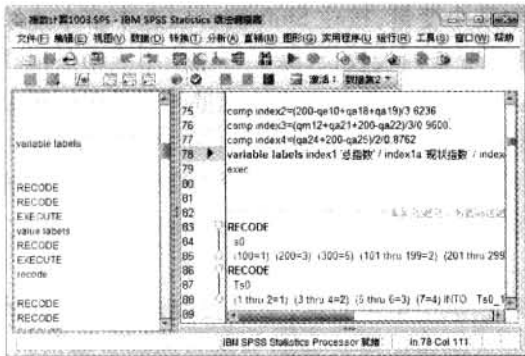 指数计算1003.SPS - IBM SPSS Statistics 语法编辑器
文件(F) 编辑(E) 视图(V) 数据(D) 转换(T) 分析(A) 直销(M) 图形(G) 实用程序(U) 运行(R) 工具(S) 窗口(W) 帮助
激活: 数据集2
variable labels
RECODE
RECODE
EXECUTE
value labels
RECODE
EXECUTE
recode
RECODE
RECODE
75 comp index2=(200-qe10+qa18+qa19)/3 6236
76 comp index3=(qm12+qa21+200-qa22)/3/0 9600.
77 comp index4=(qa24+200-qa25)/2/0.8762
78 variable labels index1 '总指数' / index1a '现状指数' / index
79 exec
80
81
82
83 RECODE
84 s0
85 (100=1) (200=3) (300=5) (101 thru 199=2) (201 thru 299
86 RECODE
87 Ts0
88 (1 thru 2=1) (3 thru 4=2) (5 thru 6=3) (7=4) INTO Ts0_1
89
IBM SPSS Statistics Processor 就绪 In 78 Col 111